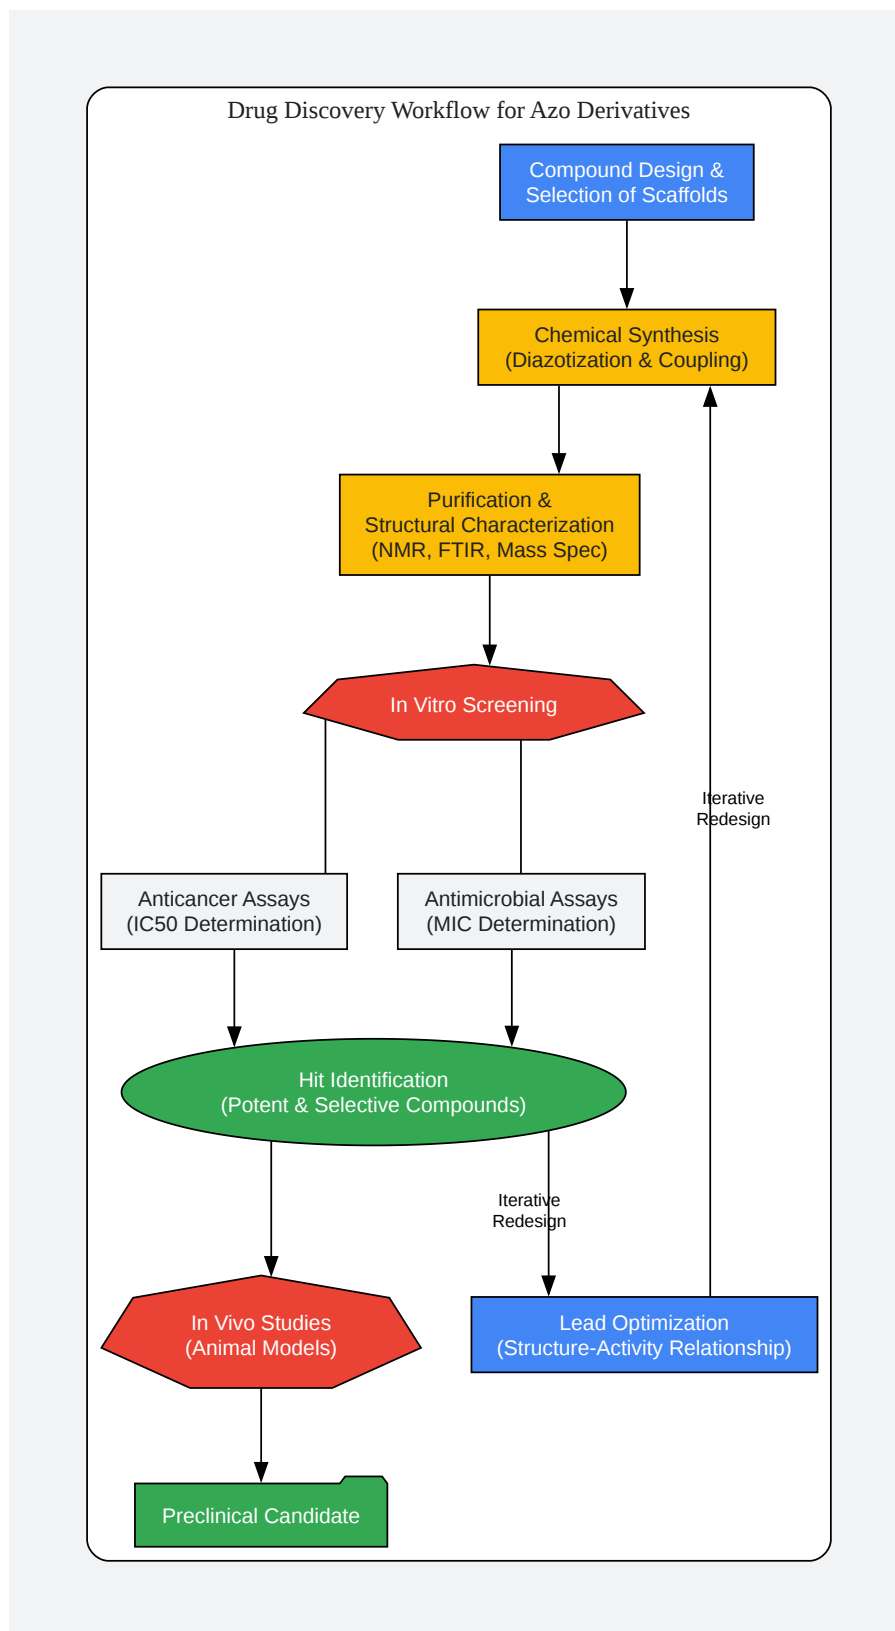 Drug Discovery Workflow for Azo Derivatives
Compound Design &
Selection of Scaffolds
Chemical Synthesis
(Diazotization & Coupling)
Purification &
Structural Characterization
(NMR, FTIR, Mass Spec)
In Vitro Screening
Iterative
Redesign
Anticancer Assays
(IC50 Determination)
Antimicrobial Assays
(MIC Determination)
Hit Identification
(Potent & Selective Compounds)
Iterative
Redesign
In Vivo Studies
(Animal Models)
Lead Optimization
(Structure-Activity Relationship)
Preclinical Candidate